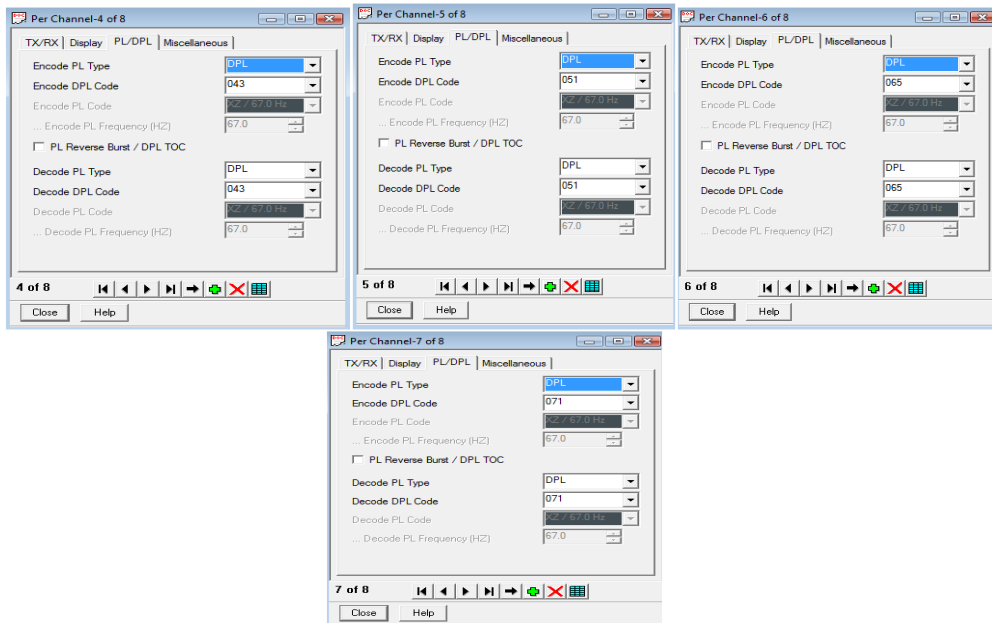 Per Channel-4 of 8
TX/RX Display PL/DPL Miscellaneous
Encode PL Type DPL
Encode DPL Code 043
Encode PL Code XZ / 67.0 Hz
... Encode PL Frequency (HZ) 67.0
PL Reverse Burst / DPL TOC
Decode PL Type DPL
Decode DPL Code 043
Decode PL Code XZ / 67.0 Hz
... Decode PL Frequency (HZ) 67.0
4 of 8
Close Help
Per Channel-5 of 8
TX/RX Display PL/DPL Miscellaneous
Encode PL Type DPL
Encode DPL Code 051
Encode PL Code XZ / 67.0 Hz
... Encode PL Frequency (HZ) 67.0
PL Reverse Burst / DPL TOC
Decode PL Type DPL
Decode DPL Code 051
Decode PL Code XZ / 67.0 Hz
... Decode PL Frequency (HZ) 67.0
5 of 8
Close Help
Per Channel-6 of 8
TX/RX Display PL/DPL Miscellaneous
Encode PL Type DPL
Encode DPL Code 065
Encode PL Code XZ / 67.0 Hz
... Encode PL Frequency (HZ) 67.0
PL Reverse Burst / DPL TOC
Decode PL Type DPL
Decode DPL Code 065
Decode PL Code XZ / 67.0 Hz
... Decode PL Frequency (HZ) 67.0
6 of 8
Close Help
Per Channel-7 of 8
TX/RX Display PL/DPL Miscellaneous
Encode PL Type DPL
Encode DPL Code 071
Encode PL Code XZ / 67.0 Hz
... Encode PL Frequency (HZ) 67.0
PL Reverse Burst / DPL TOC
Decode PL Type DPL
Decode DPL Code 071
Decode PL Code XZ / 67.0 Hz
... Decode PL Frequency (HZ) 67.0
7 of 8
Close Help